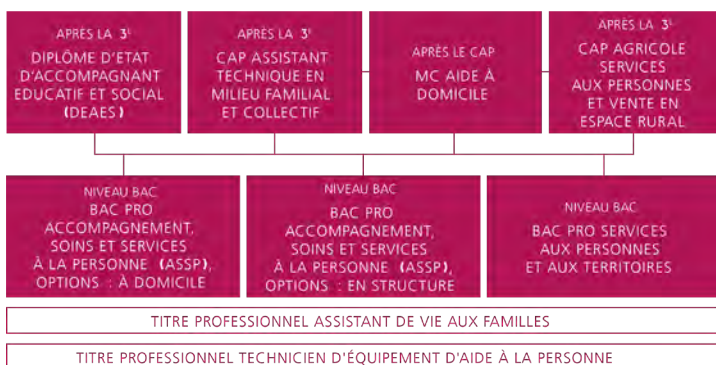 APRÈS LA 3E
DIPLÔME D'ETAT
D'ACCOMPAGNANT
EDUCATIF ET SOCIAL
(DEAES)
APRÈS LA 3E
CAP ASSISTANT
TECHNIQUE EN
MILIEU FAMILIAL
ET COLLECTIF
APRÈS LE CAP
MC AIDE À
DOMICILE
APRÈS LA 3E
CAP AGRICOLE
SERVICES
AUX PERSONNES
ET VENTE EN
ESPACE RURAL
NIVEAU BAC
BAC PRO
ACCOMPAGNEMENT,
SOINS ET SERVICES
À LA PERSONNE (ASSP),
OPTIONS : À DOMICILE
NIVEAU BAC
BAC PRO
ACCOMPAGNEMENT,
SOINS ET SERVICES
À LA PERSONNE (ASSP),
OPTIONS : EN STRUCTURE
NIVEAU BAC
BAC PRO SERVICES
AUX PERSONNES
ET AUX TERRITOIRES
TITRE PROFESSIONNEL ASSISTANT DE VIE AUX FAMILLES
TITRE PROFESSIONNEL TECHNICIEN D'ÉQUIPEMENT D'AIDE À LA PERSONNE